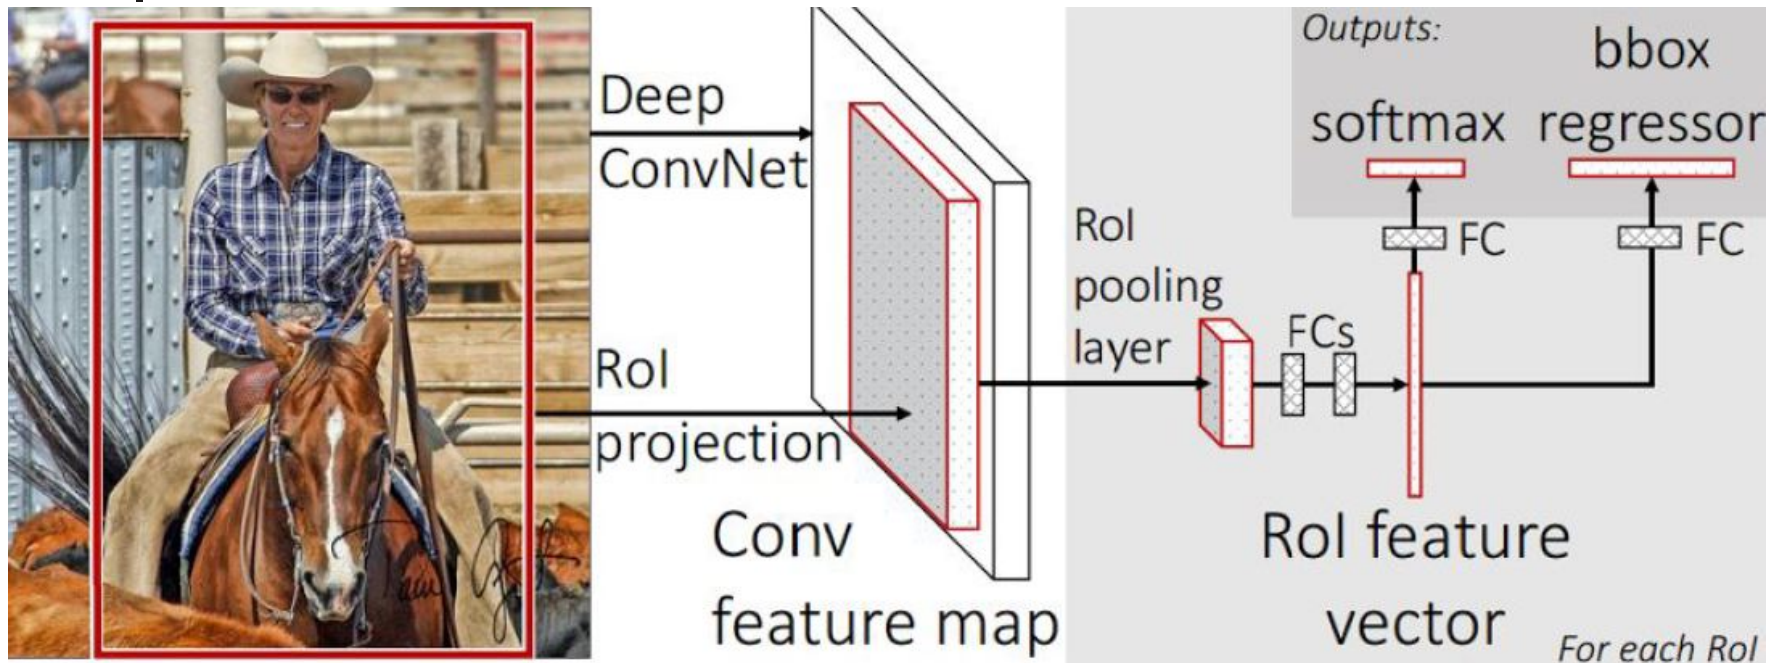 Deep
ConvNet
RoI
projection
Conv
feature map
RoI
pooling
layer
FCs
Outputs:
softmax
bbox
regressor
FC
FC
RoI feature
vector
For each RoI